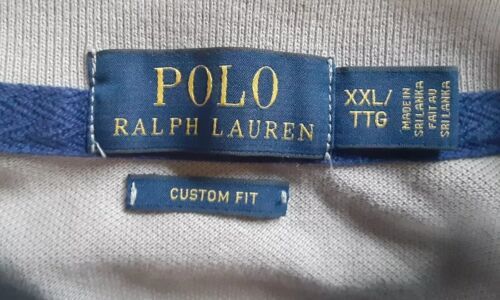 POLO
RALPH LAUREN
XXL/
TTG
MADE IN
SRI LANKA
FAIT AU
SRI LANKA
CUSTOM FIT